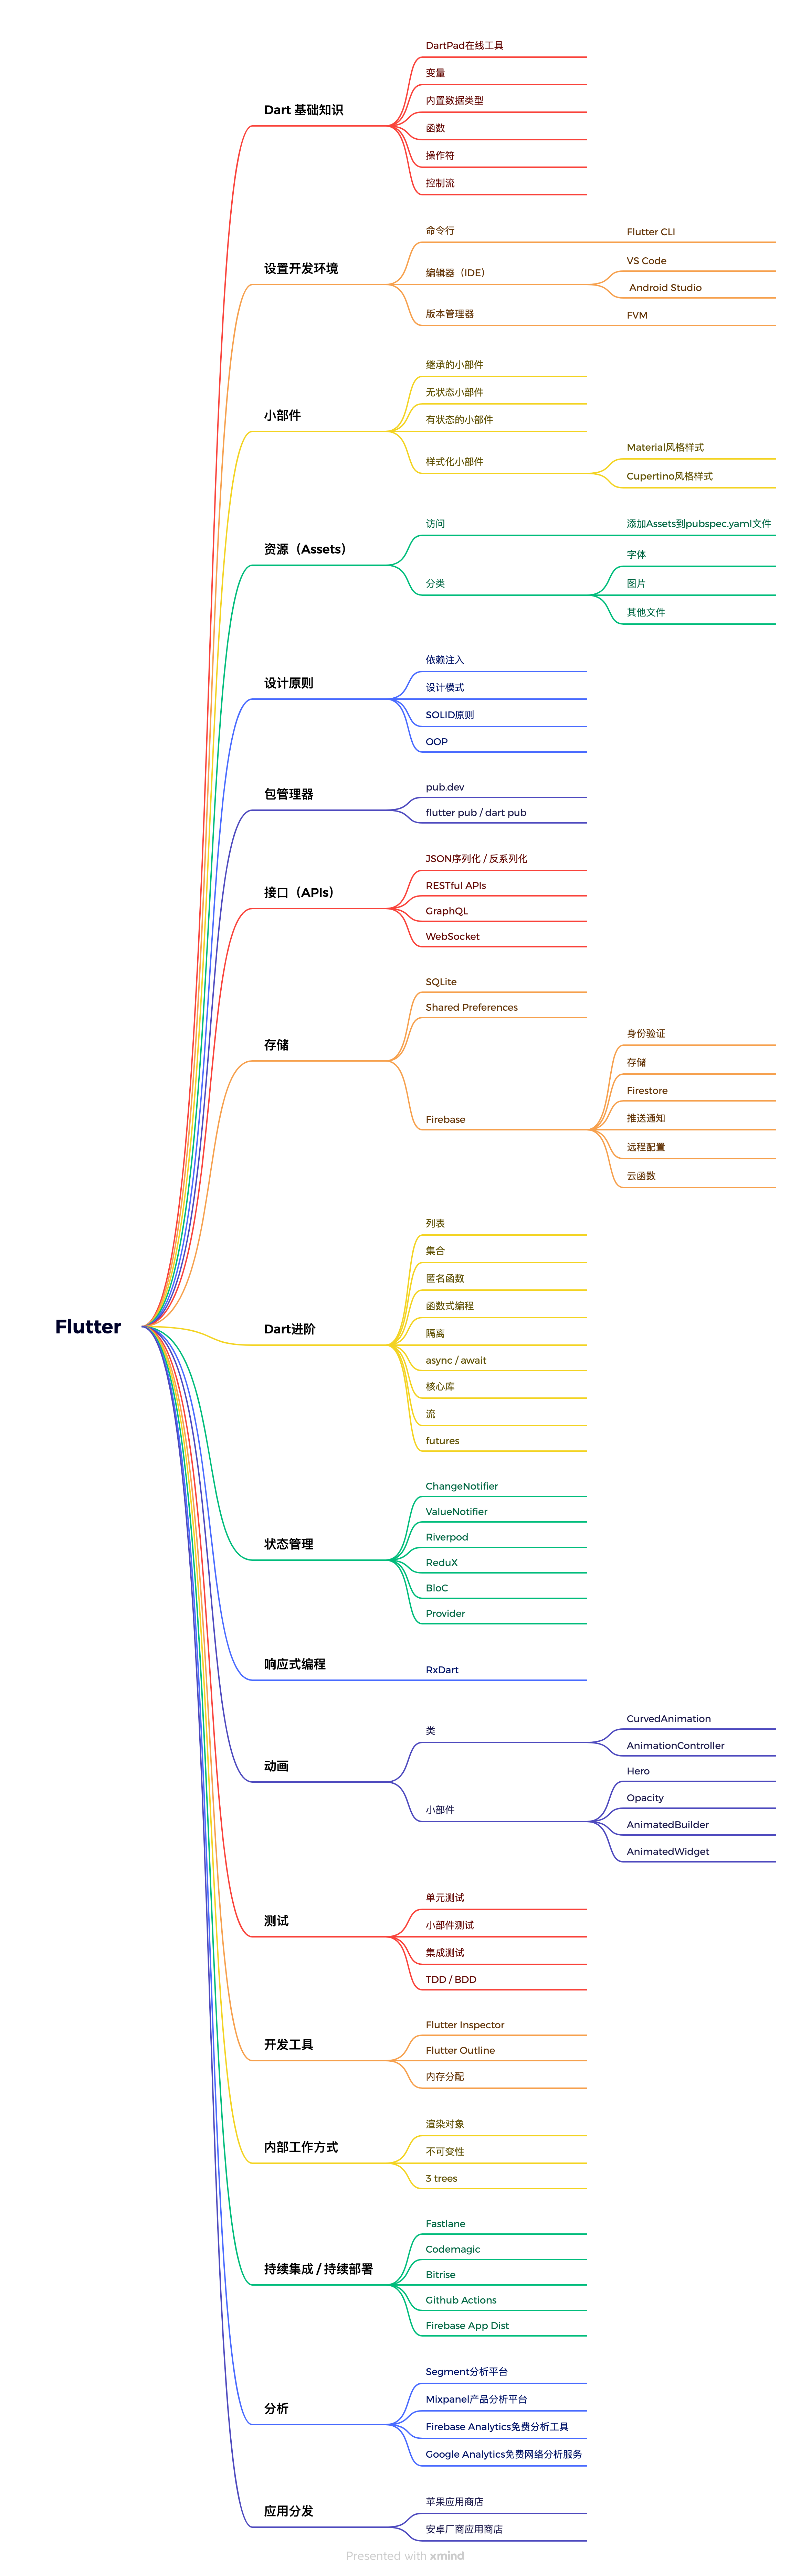 Flutter
Dart 基础知识
DartPad在线工具
变量
内置数据类型
函数
操作符
控制流
设置开发环境
命令行
Flutter CLI
编辑器（IDE）
VS Code
Android Studio
版本管理器
FVM
小部件
继承的小部件
无状态小部件
有状态的小部件
样式化小部件
Material风格样式
Cupertino风格样式
资源（Assets）
访问
添加Assets到pubspec.yaml文件
分类
字体
图片
其他文件
设计原则
依赖注入
设计模式
SOLID原则
OOP
包管理器
pub.dev
flutter pub / dart pub
接口（APIs）
JSON序列化 / 反系列化
RESTful APIs
GraphQL
WebSocket
存储
SQLite
Shared Preferences
Firebase
身份验证
存储
Firestore
推送通知
远程配置
云函数
Dart进阶
列表
集合
匿名函数
函数式编程
隔离
async / await
核心库
流
futures
状态管理
ChangeNotifier
ValueNotifier
Riverpod
ReduX
BloC
Provider
响应式编程
RxDart
动画
类
CurvedAnimation
AnimationController
小部件
Hero
Opacity
AnimatedBuilder
AnimatedWidget
测试
单元测试
小部件测试
集成测试
TDD / BDD
开发工具
Flutter Inspector
Flutter Outline
内存分配
内部工作方式
渲染对象
不可变性
3 trees
持续集成 / 持续部署
Fastlane
Codemagic
Bitrise
Github Actions
Firebase App Dist
分析
Segment分析平台
Mixpanel产品分析平台
Firebase Analytics免费分析工具
Google Analytics免费网络分析服务
应用分发
苹果应用商店
安卓厂商应用商店
Presented with xmind